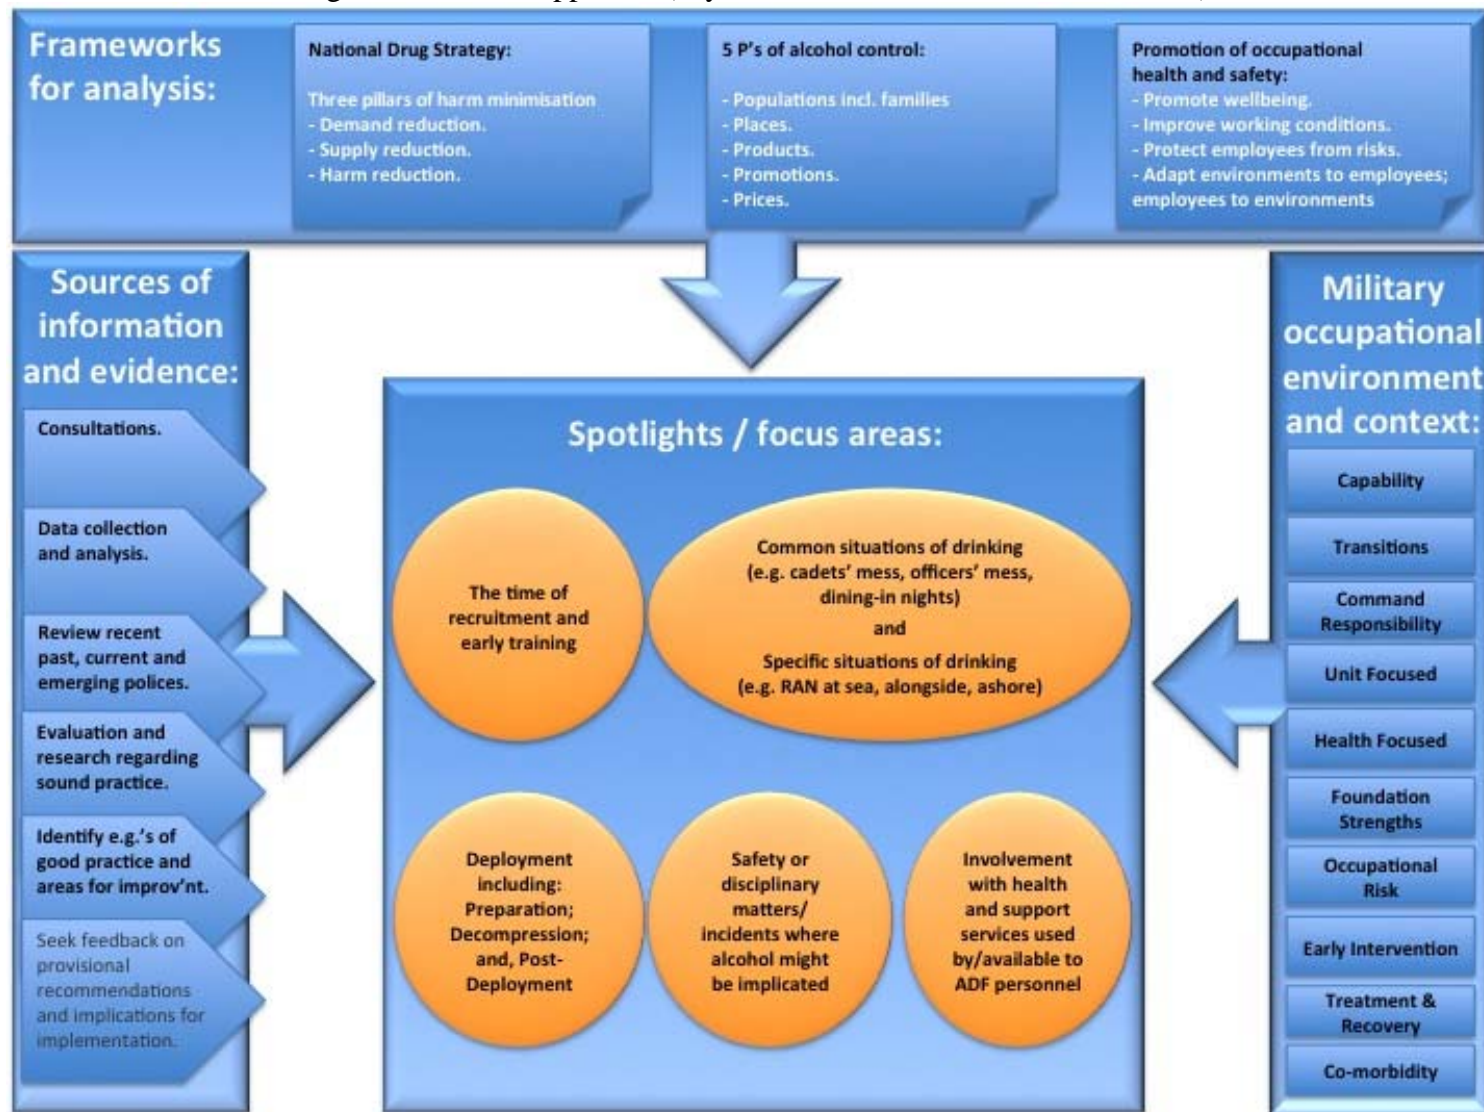 Frameworks
for analysis:
National Drug Strategy:
Three pillars of harm minimisation
- Demand reduction.
- Supply reduction.
- Harm reduction.
5 P's of alcohol control:
- Populations incl. families
- Places.
- Products.
- Promotions.
- Prices.
Promotion of occupational
health and safety:
- Promote wellbeing.
- Improve working conditions.
- Protect employees from risks.
- Adapt environments to employees;
employees to environments
Sources of
information
and evidence:
Consultations.
Data collection
and analysis.
Review recent
past, current and
emerging polices.
Evaluation and
research regarding
sound practice.
Identify e.g.'s of
good practice and
areas for improv'nt.
Seek feedback on
provisional
recommendations
and implications for
implementation.
Spotlights / focus areas:
The time of
recruitment and
early training
Common situations of drinking
(e.g. cadets' mess, officers' mess,
dining-in nights)
and
Specific situations of drinking
(e.g. RAN at sea, alongside, ashore)
Deployment
including:
Preparation;
Decompression;
and, Post-
Deployment
Safety or
disciplinary
matters/
incidents where
alcohol might
be implicated
Involvement
with health
and support
services used
by/available to
ADF personnel
Military
occupational
environment
and context:
Capability
Transitions
Command
Responsibility
Unit Focused
Health Focused
Foundation
Strengths
Occupational
Risk
Early Intervention
Treatment &
Recovery
Co-morbidity